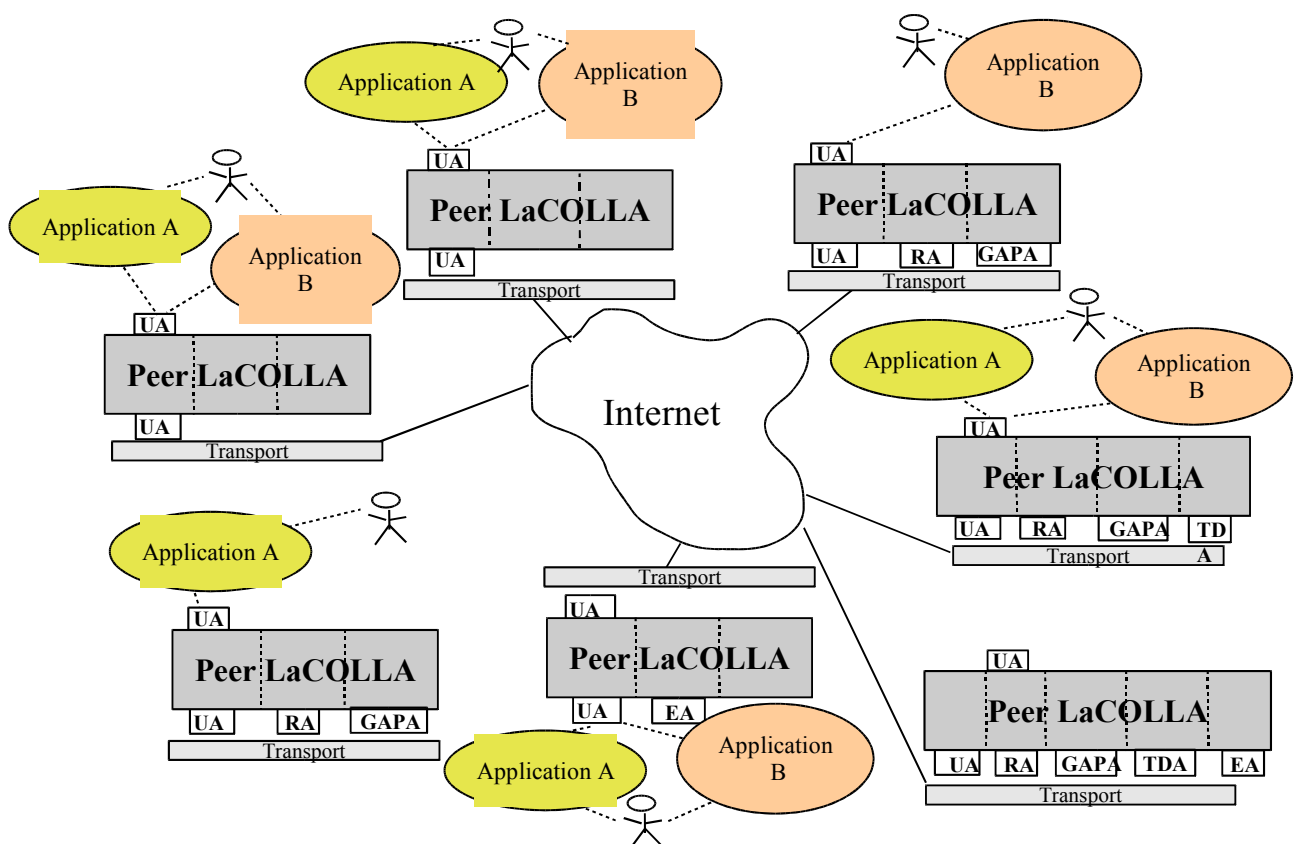 Application A
Application
B
UA
Peer LaCOLLA
UA
Transport
Application
B
UA
Peer LaCOLLA
UA RA GAPA
Transport
Application A
Application
B
UA
Peer LaCOLLA
UA
Transport
Internet
Application A
Application
B
UA
Peer LaCOLLA
UA RA GAPA TD
A
Transport
Application A
UA
Peer LaCOLLA
UA RA GAPA
Transport
Transport
UA
Peer LaCOLLA
UA EA
Application A
Application
B
UA
Peer LaCOLLA
UA RA GAPA TDA EA
Transport